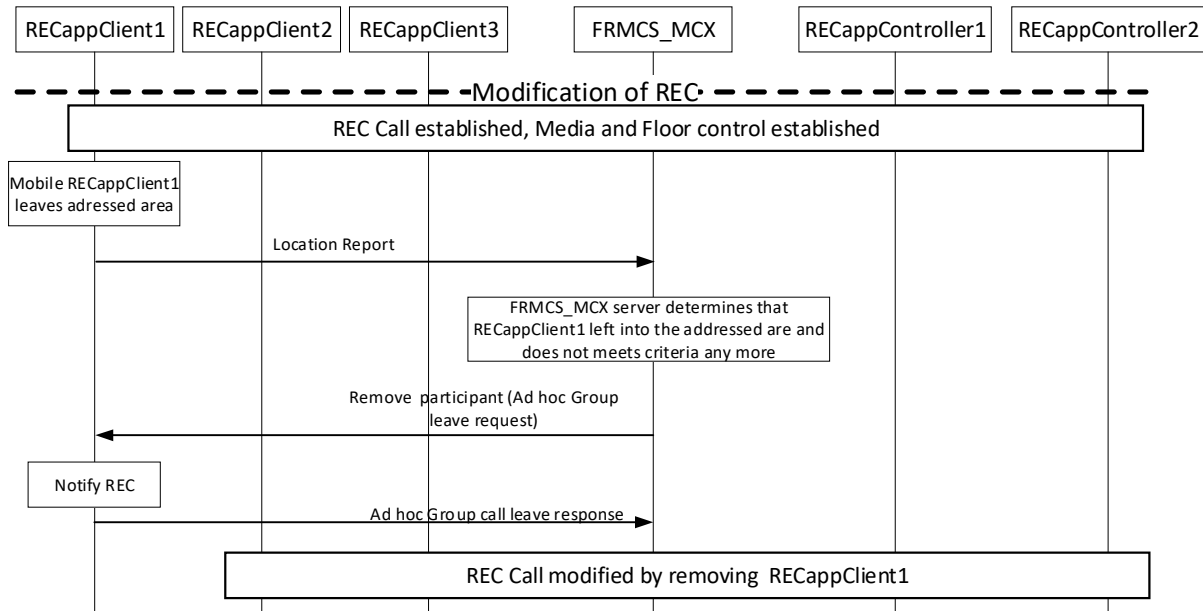 RECappClient1
RECappClient2
RECappClient3
FRMCS_MCX
RECappController1
RECappController2
Modification of REC
REC Call established, Media and Floor control established
Mobile RECappClient1
leaves adressed area
Location Report
FRMCS_MCX server determines that
RECappClient1 left into the addressed are and
does not meets criteria any more
Remove participant (Ad hoc Group
leave request)
Notify REC
Ad hoc Group call leave response
REC Call modified by removing RECappClient1